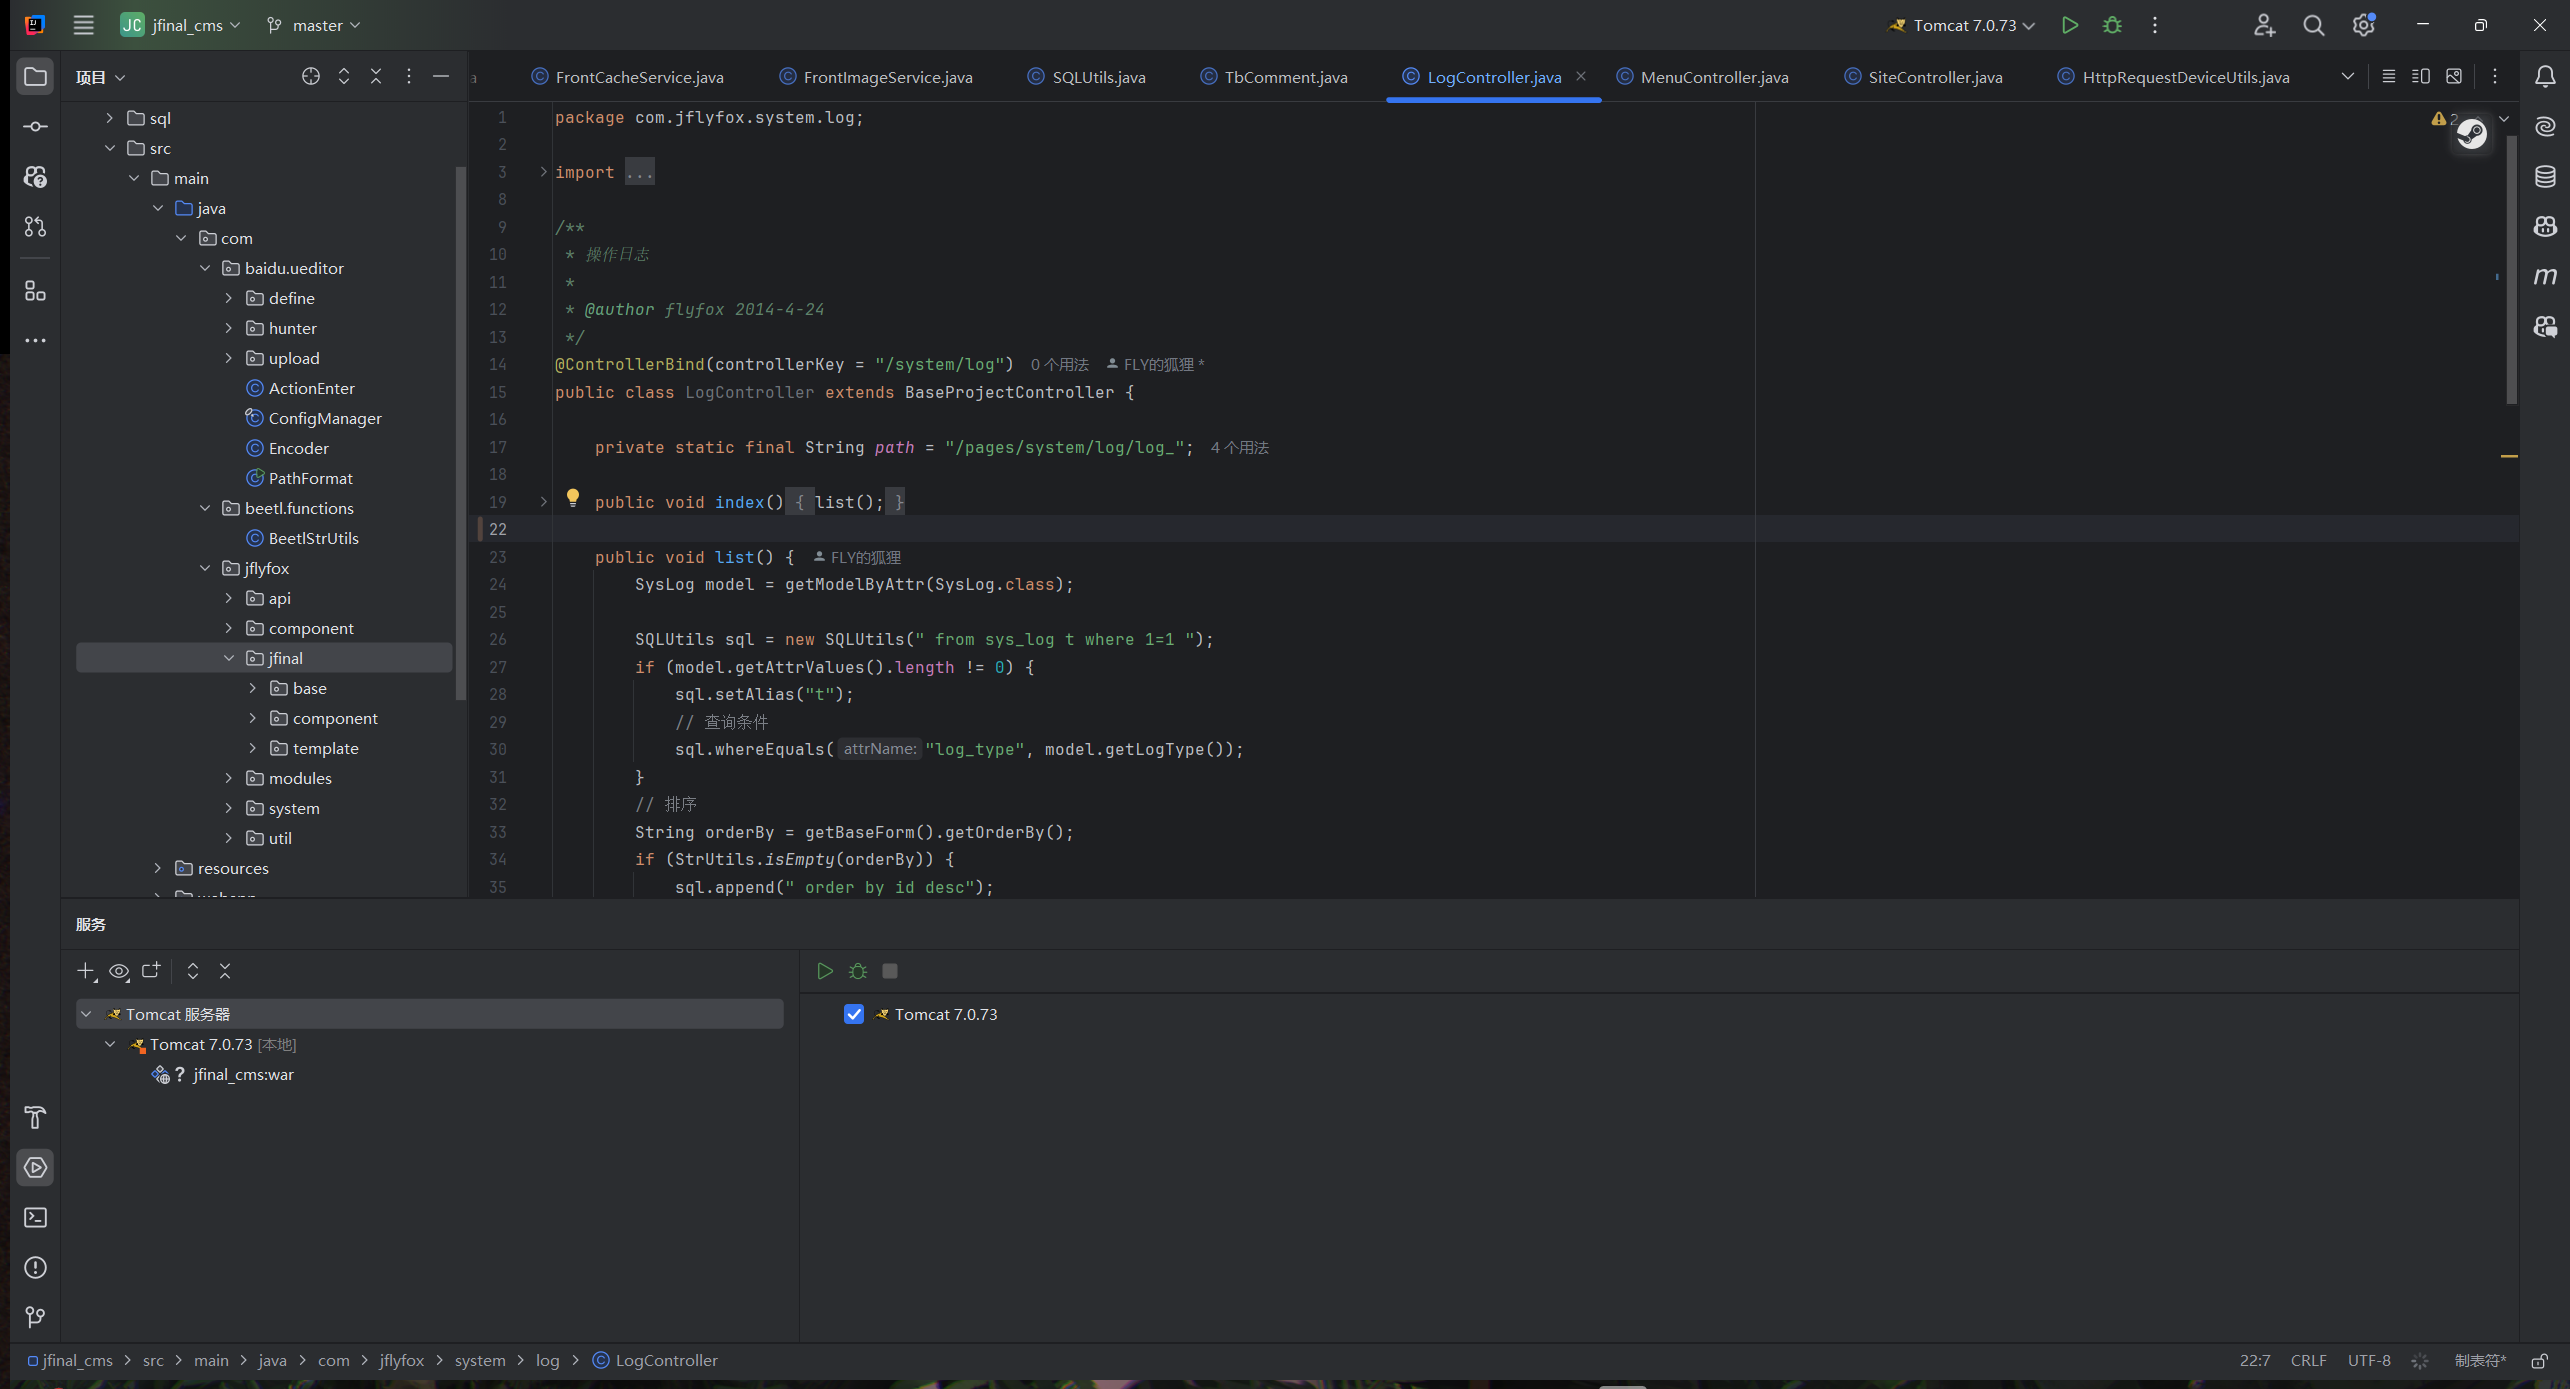 JC jfinal_cms master Tomcat 7.0.73
项目
a FrontCacheService.java FrontImageService.java SQLUtils.java TbComment.java LogController.java MenuController.java SiteController.java HttpRequestDeviceUtils.java
sql
src
main
java
com
baidu.ueditor
define
hunter
upload
ActionEnter
ConfigManager
Encoder
PathFormat
beetl.functions
BeetlStrUtils
jflyfox
api
component
jfinal
base
component
template
modules
system
util
resources
1 package com.jflyfox.system.log;
2
3 import ...
8
9 /**
10 * 操作日志
11 *
12 * @author flyfox 2014-4-24
13 */
14 @ControllerBind(controllerKey = "/system/log") 0 个用法 FLY的狐狸 *
15 public class LogController extends BaseProjectController {
16
17 private static final String path = "/pages/system/log/log_"; 4 个用法
18
19 public void index() { list(); }
22
23 public void list() { FLY的狐狸
24 SysLog model = getModelByAttr(SysLog.class);
25
26 SQLUtils sql = new SQLUtils(" from sys_log t where 1=1 ");
27 if (model.getAttrValues().length != 0) {
28 sql.setAlias("t");
29 // 查询条件
30 sql.whereEquals( attrName: "log_type", model.getLogType());
31 }
32 // 排序
33 String orderBy = getBaseForm().getOrderBy();
34 if (StrUtils.isEmpty(orderBy)) {
35 sql.append(" order by id desc");
2
服务
Tomcat 服务器
Tomcat 7.0.73 [本地]
? jfinal_cms:war
Tomcat 7.0.73
jfinal_cms > src > main > java > com > jflyfox > system > log > LogController
22:7 CRLF UTF-8 制表符*